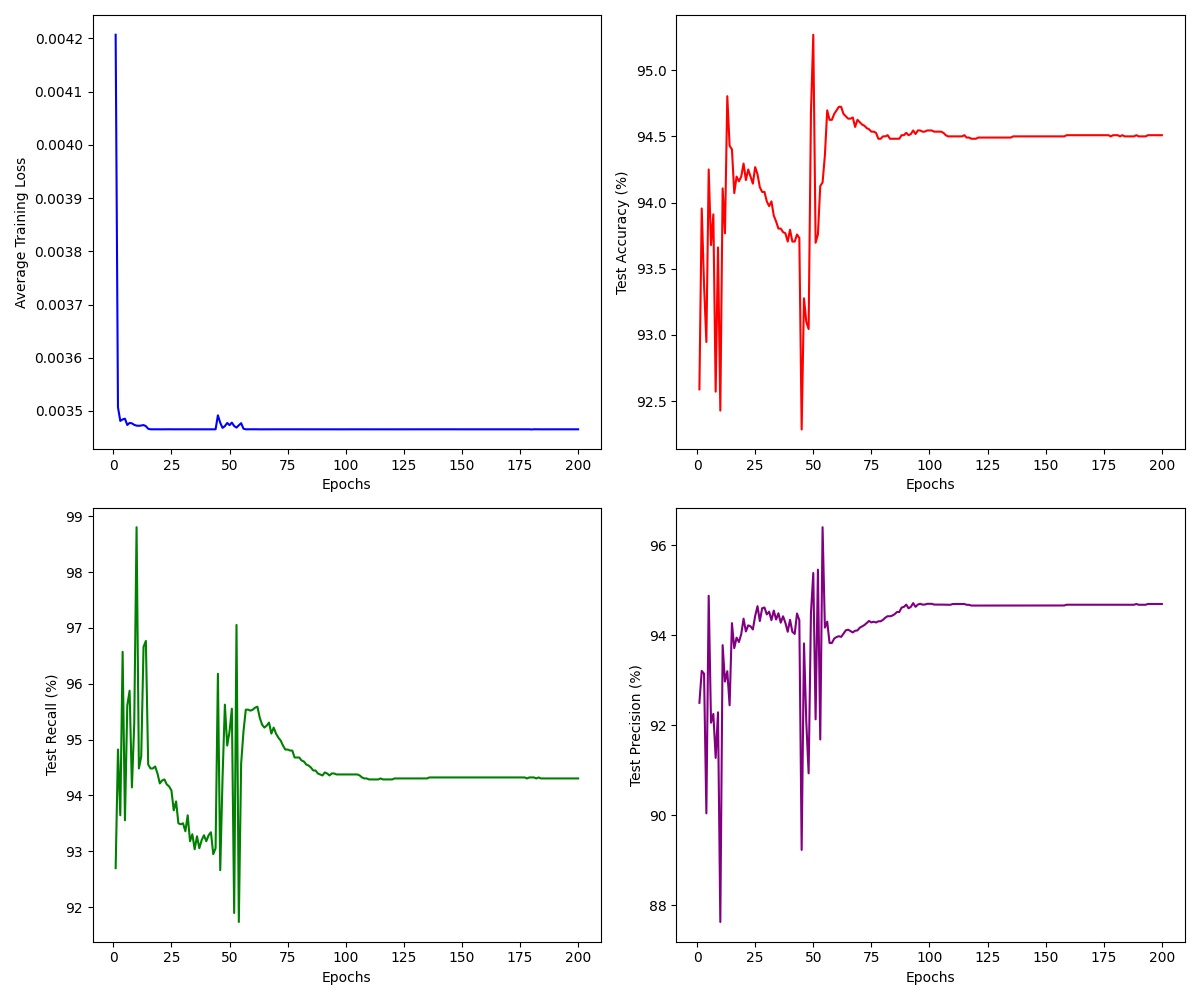 Average Training Loss
0.0042
0.0041
0.0040
0.0039
0.0038
0.0037
0.0036
0.0035
0 25 50 75 100 125 150 175 200
Epochs
Test Accuracy (%)
95.0
94.5
94.0
93.5
93.0
92.5
0 25 50 75 100 125 150 175 200
Epochs
Test Recall (%)
99
98
97
96
95
94
93
92
0 25 50 75 100 125 150 175 200
Epochs
Test Precision (%)
96
94
92
90
88
0 25 50 75 100 125 150 175 200
Epochs